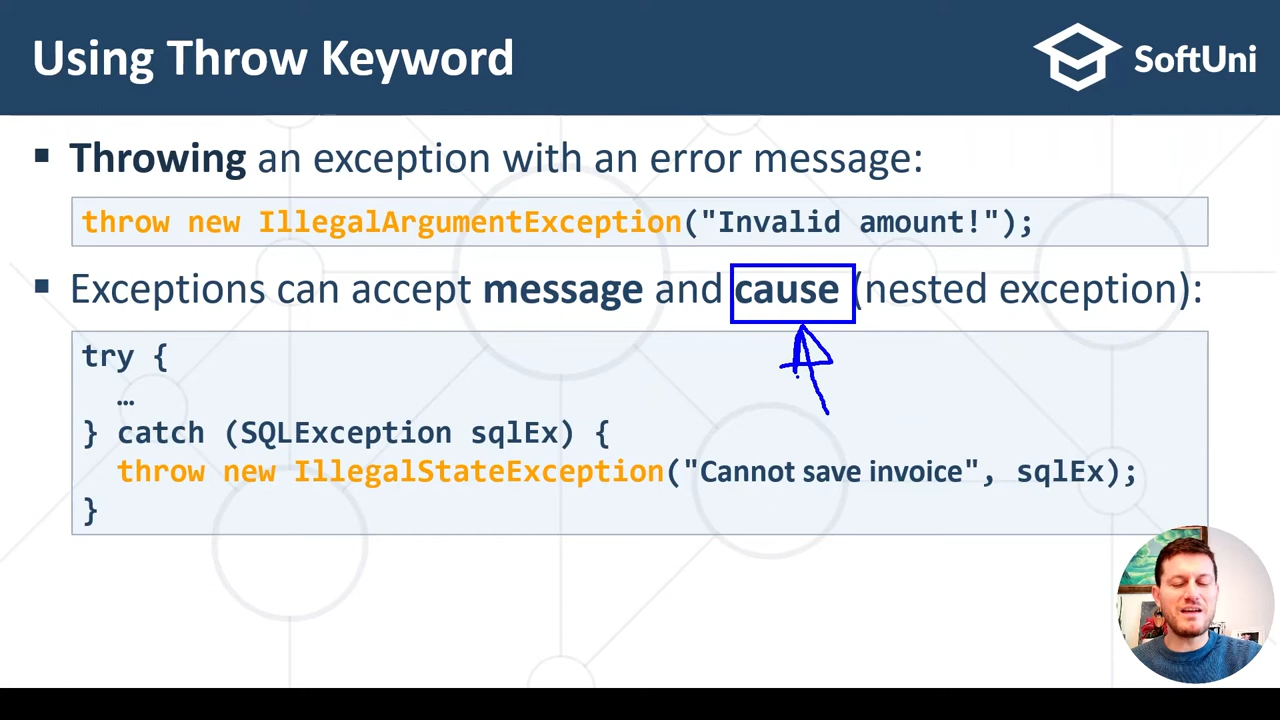 Using Throw Keyword
SoftUni
▪ Throwing an exception with an error message:
throw new IllegalArgumentException("Invalid amount!");
▪ Exceptions can accept message and cause (nested exception):
try {
…
} catch (SQLException sqlEx) {
throw new IllegalStateException("Cannot save invoice", sqlEx);
}